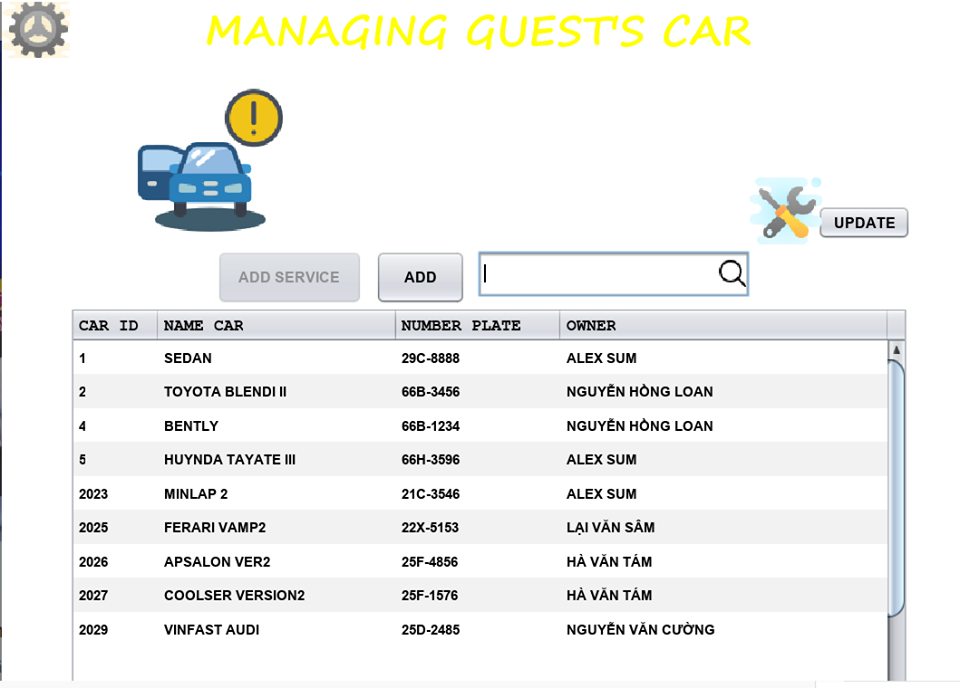 MANAGING GUEST'S CAR
UPDATE
ADD SERVICE ADD
CAR ID NAME CAR NUMBER PLATE OWNER
1 SEDAN 29C-8888 ALEX SUM
2 TOYOTA BLENDI II 66B-3456 NGUYỄN HÒNG LOAN
4 BENTLY 66B-1234 NGUYỄN HÒNG LOAN
5 HUYNDA TAYATE III 66H-3596 ALEX SUM
2023 MINLAP 2 21C-3546 ALEX SUM
2025 FERARI VAMP2 22X-5153 LẠI VĂN SÂM
2026 APSALON VER2 25F-4856 HÀ VĂN TÁM
2027 COOLSER VERSION2 25F-1576 HÀ VĂN TÁM
2029 VINFAST AUDI 25D-2485 NGUYỄN VĂN CƯỜNG